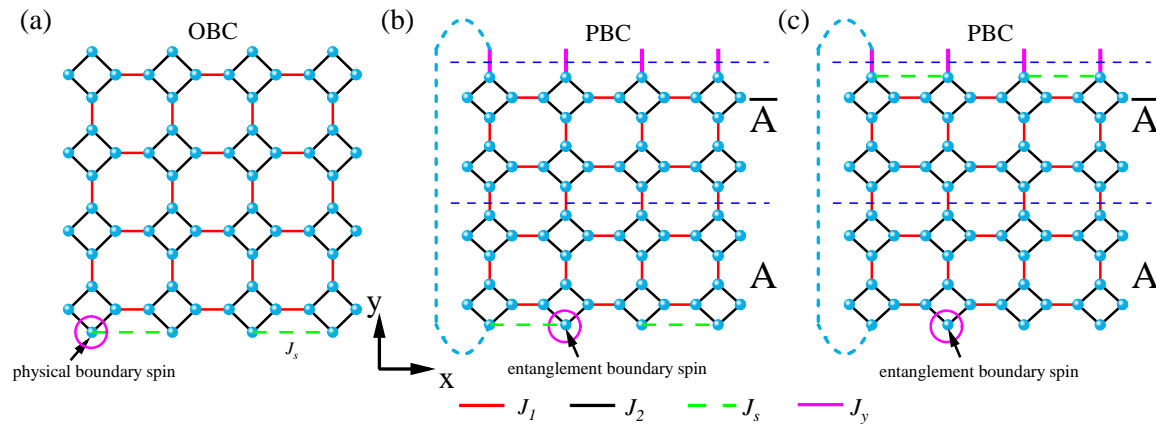 (a)
OBC
(b)
PBC
(c)
PBC
A
A
A
A
y
x
J_s
physical boundary spin
entanglement boundary spin
entanglement boundary spin
J_1
J_2
J_s
J_y